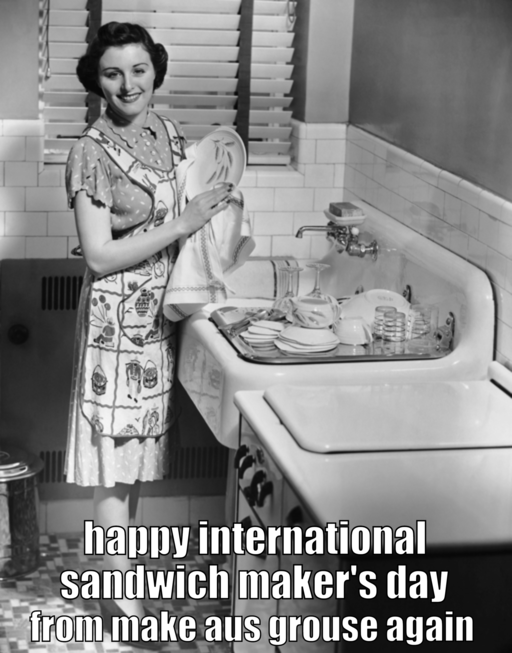 happy international
sandwich maker's day
from make aus grouse again